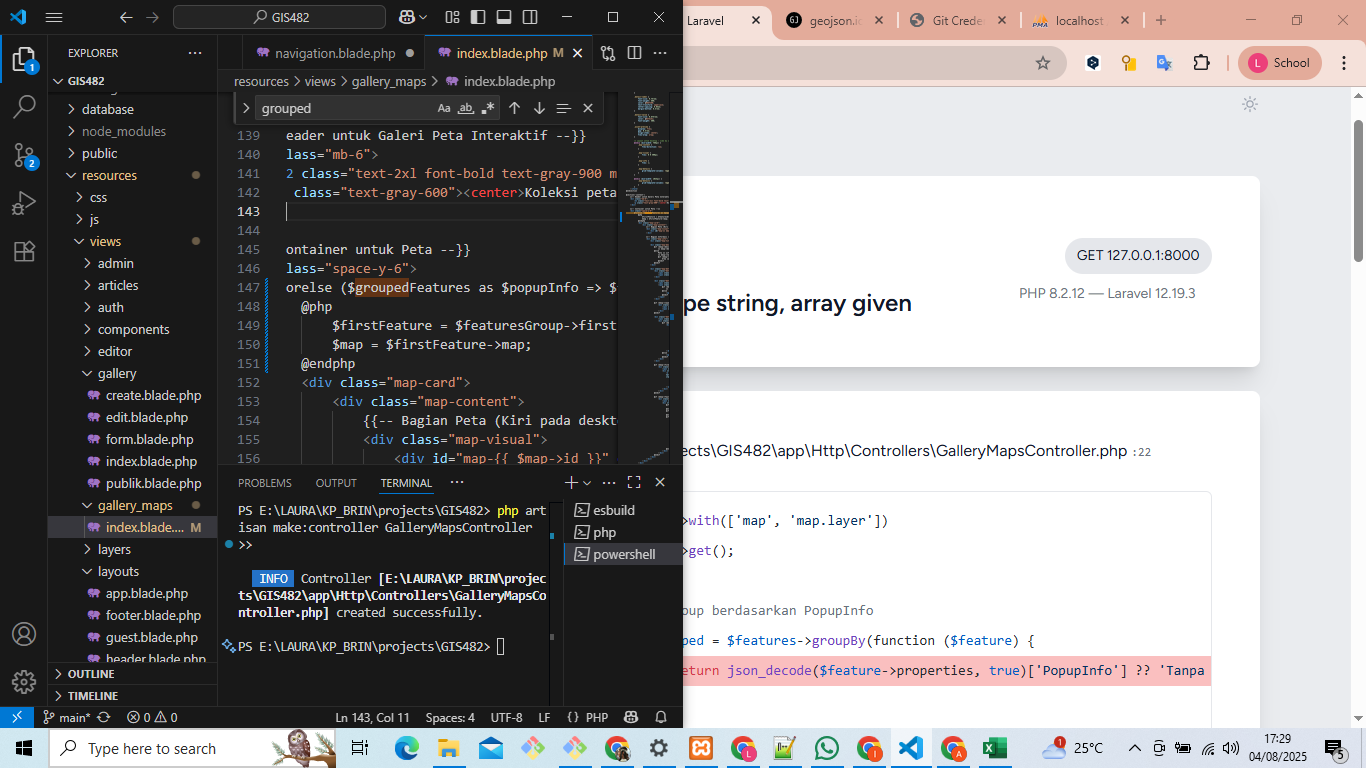 GIS482
Laravel
geojson.io
Git Crede
localhost
EXPLORER
navigation.blade.php
index.blade.php M
School
GIS482
resources > views > gallery_maps > index.blade.php
database
node_modules
public
resources
css
js
views
admin
articles
auth
components
editor
gallery
create.blade.php
edit.blade.php
form.blade.php
index.blade.php
publik.blade.php
gallery_maps
index.blade.... M
layers
layouts
app.blade.php
footer.blade.php
guest.blade.php
header.blade.php
OUTLINE
TIMELINE
grouped
Aa ab .*
139 eader untuk Galeri Peta Interaktif --}}
140 lass="mb-6">
141 2 class="text-2xl font-bold text-gray-900 m
142 class="text-gray-600"><center>Koleksi peta
143
144
145 ontainer untuk Peta --}}
146 lass="space-y-6">
147 orelse ($groupedFeatures as $popupInfo => $
148 @php
149 $firstFeature = $featuresGroup->first
150 $map = $firstFeature->map;
151 @endphp
152 <div class="map-card">
153 <div class="map-content">
154 {{-- Bagian Peta (Kiri pada deskto
155 <div class="map-visual">
156 <div id="map-{{ $map->id }}"
PROBLEMS OUTPUT TERMINAL
PS E:\LAURA\KP_BRIN\projects\GIS482> php art
isan make:controller GalleryMapsController
>>
INFO Controller [E:\LAURA\KP_BRIN\projec
ts\GIS482\app\Http\Controllers\GalleryMapsCo
ntroller.php] created successfully.
PS E:\LAURA\KP_BRIN\projects\GIS482>
esbuild
php
powershell
main* 0 0 Ln 143, Col 11 Spaces: 4 UTF-8 LF {} PHP
GET 127.0.0.1:8000
PHP 8.2.12 — Laravel 12.19.3
pe string, array given
ects\GIS482\app\Http\Controllers\GalleryMapsController.php :22
>with(['map', 'map.layer'])
>get();
oup berdasarkan PopupInfo
ped = $features->groupBy(function ($feature) {
eturn json_decode($feature->properties, true)['PopupInfo'] ?? 'Tanpa
Type here to search
25°C
17:29
04/08/2025